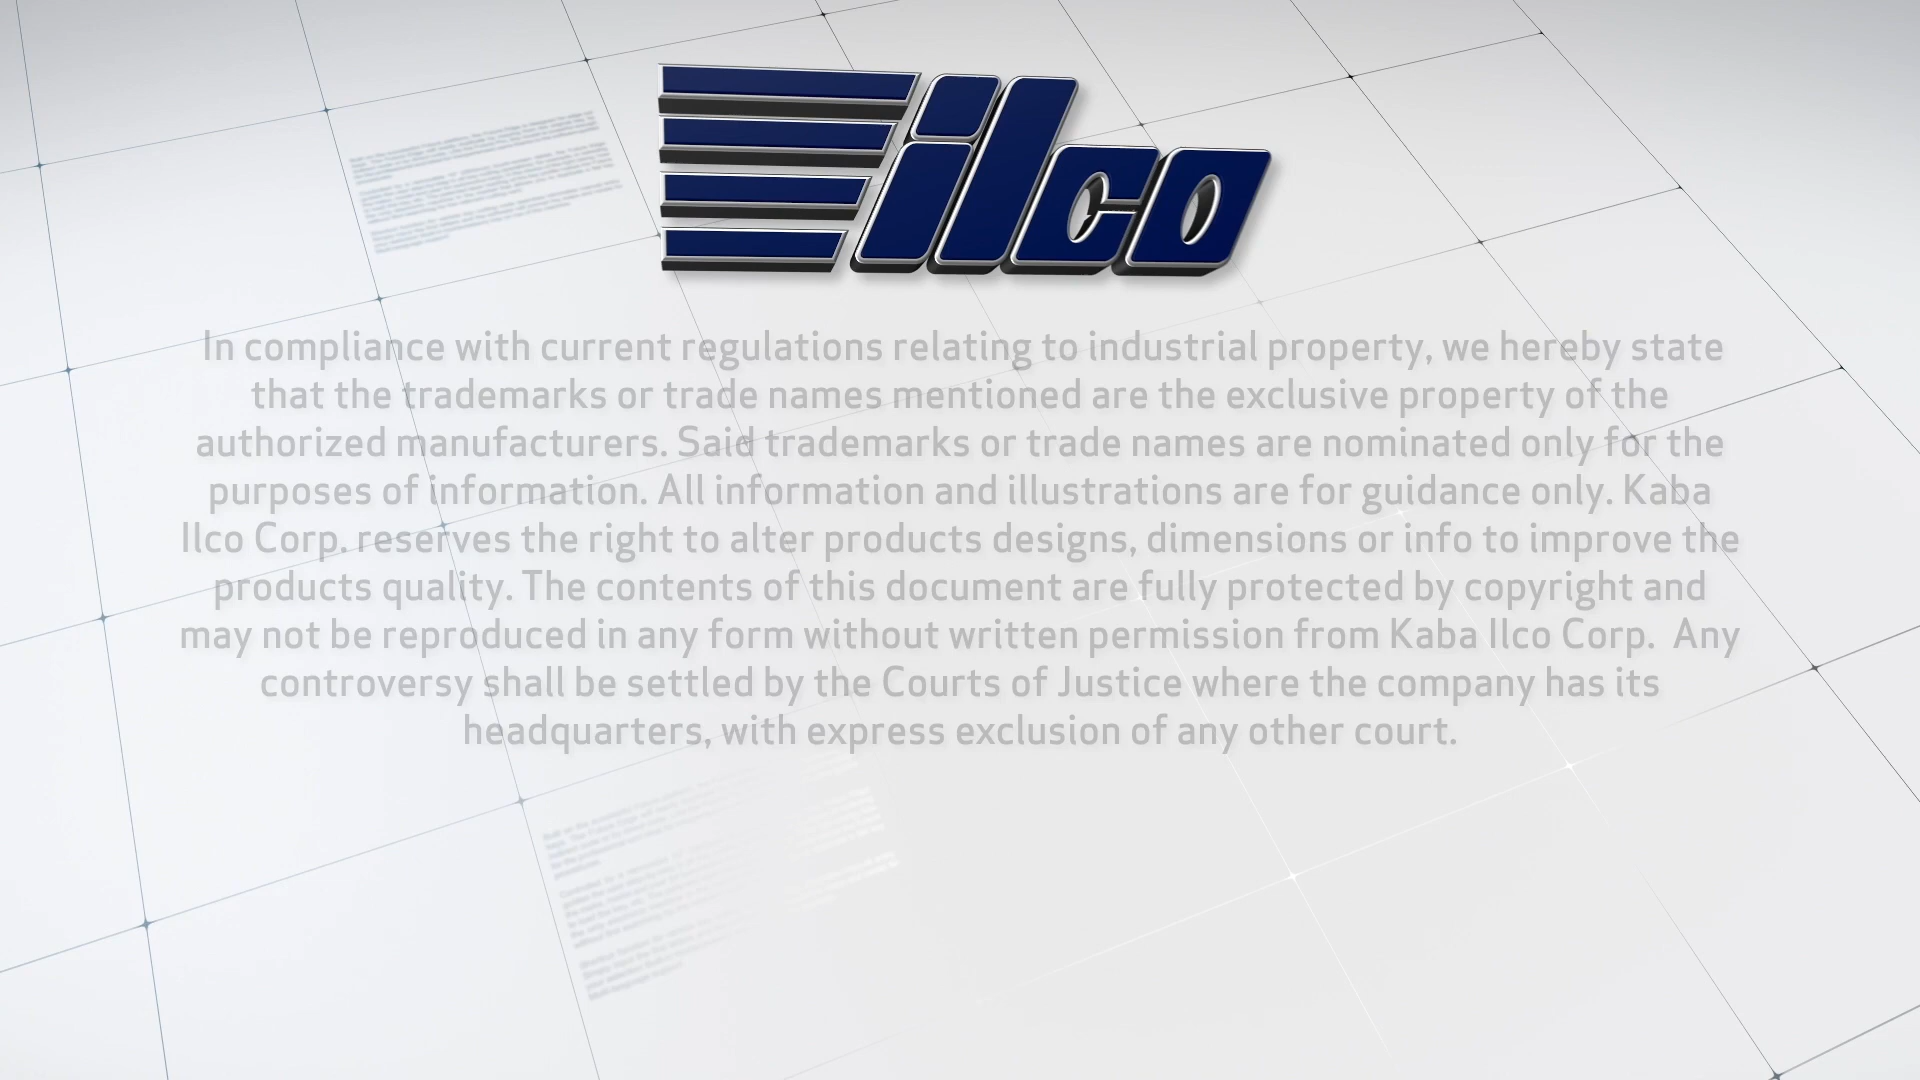 ilco
In compliance with current regulations relating to industrial property, we hereby state
that the trademarks or trade names mentioned are the exclusive property of the
authorized manufacturers. Said trademarks or trade names are nominated only for the
purposes of information. All information and illustrations are for guidance only. Kaba
Ilco Corp. reserves the right to alter products designs, dimensions or info to improve the
products quality. The contents of this document are fully protected by copyright and
may not be reproduced in any form without written permission from Kaba Ilco Corp.  Any
controversy shall be settled by the Courts of Justice where the company has its
headquarters, with express exclusion of any other court.